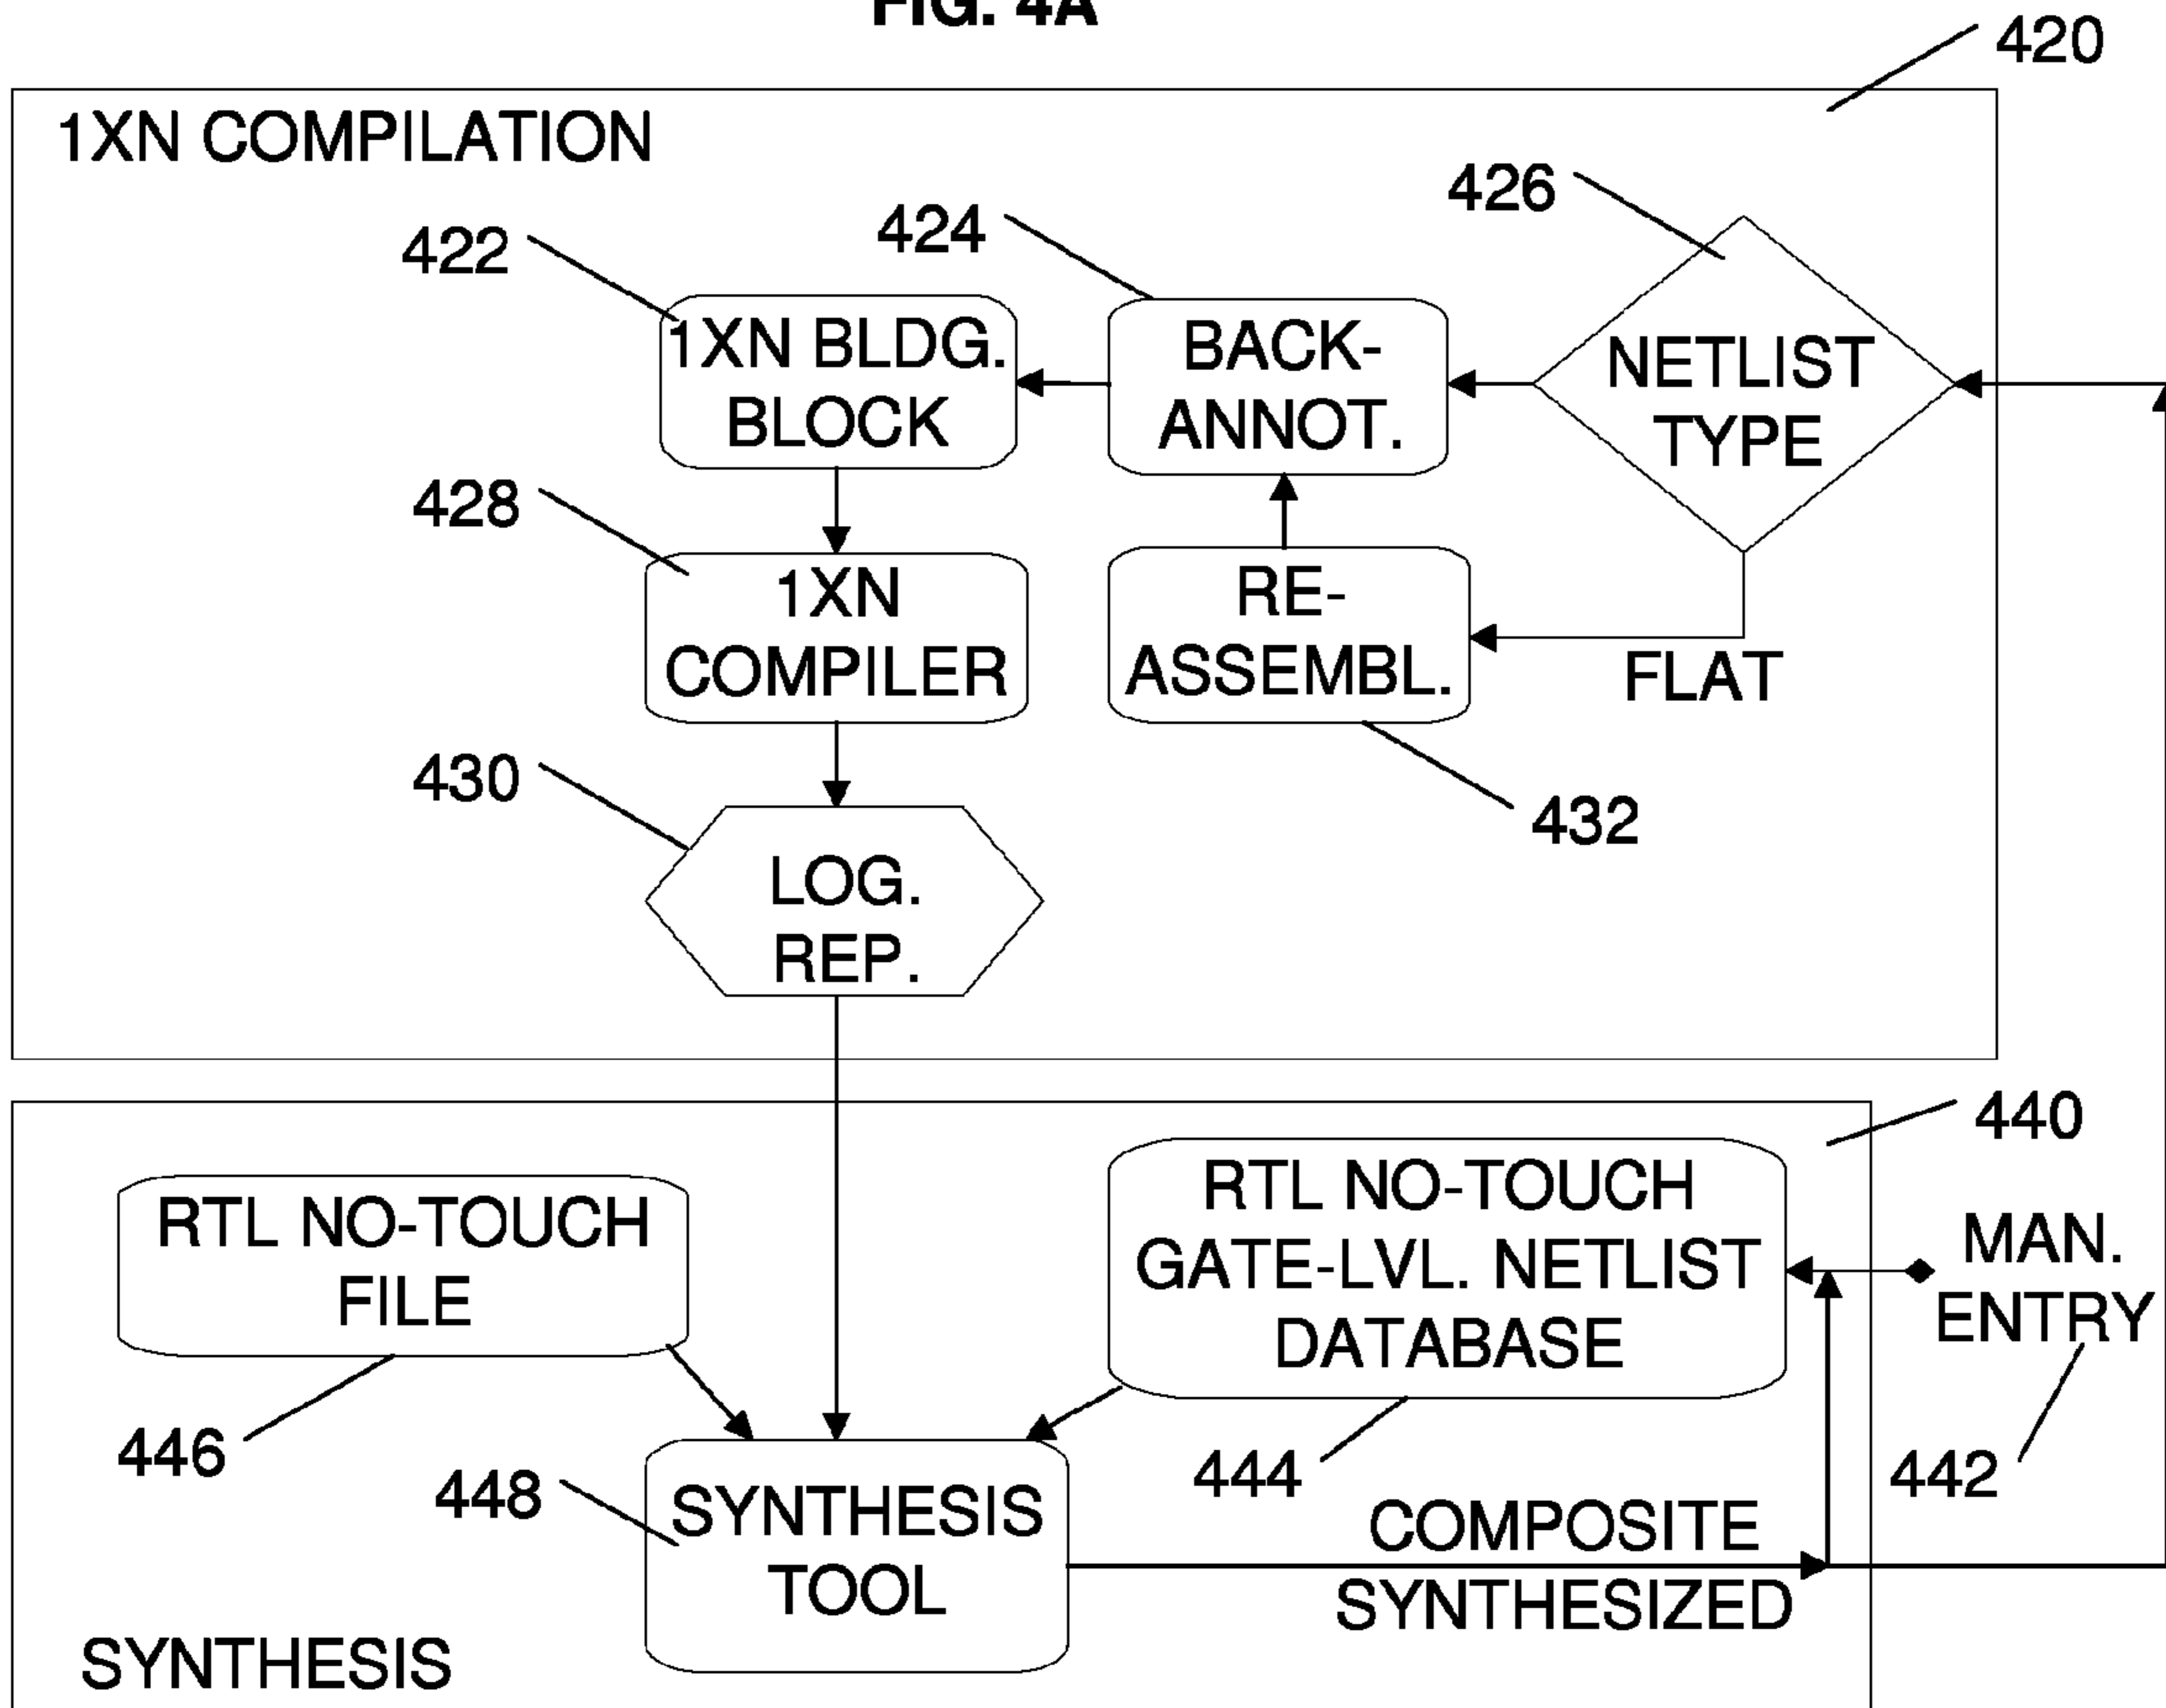 FIG. 4A
420
1XN COMPILATION
426
424
422
1XN BLDG.
BLOCK
BACK-
ANNOT.
NETLIST
TYPE
428
1XN
COMPILER
RE-
ASSEMBL.
FLAT
430
432
LOG.
REP.
440
RTL NO-TOUCH
FILE
RTL NO-TOUCH
GATE-LVL. NETLIST
DATABASE
MAN.
ENTRY
446
448
444
442
SYNTHESIS
TOOL
COMPOSITE
SYNTHESIZED
SYNTHESIS